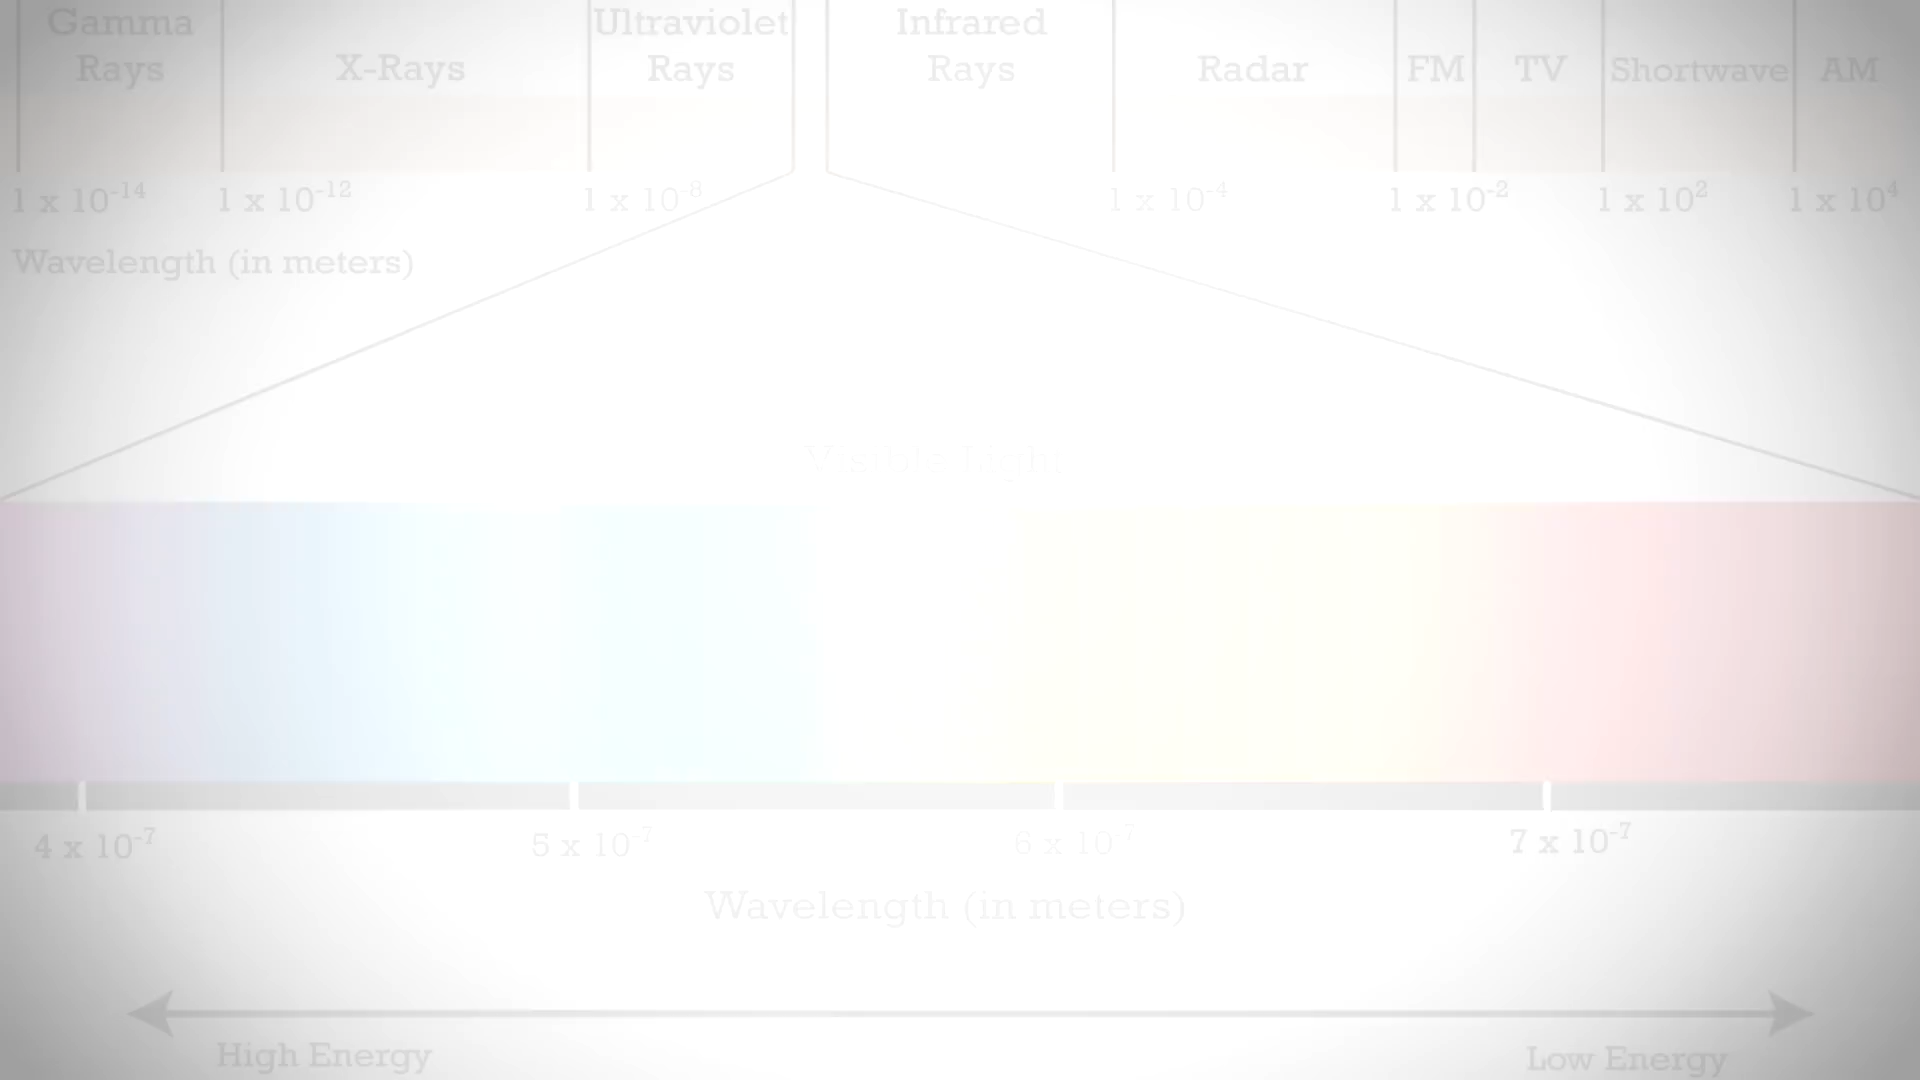 Gamma Rays
X-Rays
Ultraviolet Rays
Infrared Rays
Radar
FM
TV
Shortwave
AM
1 x 10⁻¹⁴
1 x 10⁻¹²
1 x 10⁻⁸
1 x 10⁻⁴
1 x 10⁻²
1 x 10²
1 x 10⁴
Wavelength (in meters)
Visible Light
4 x 10⁻⁷
5 x 10⁻⁷
6 x 10⁻⁷
7 x 10⁻⁷
Wavelength (in meters)
High Energy
Low Energy